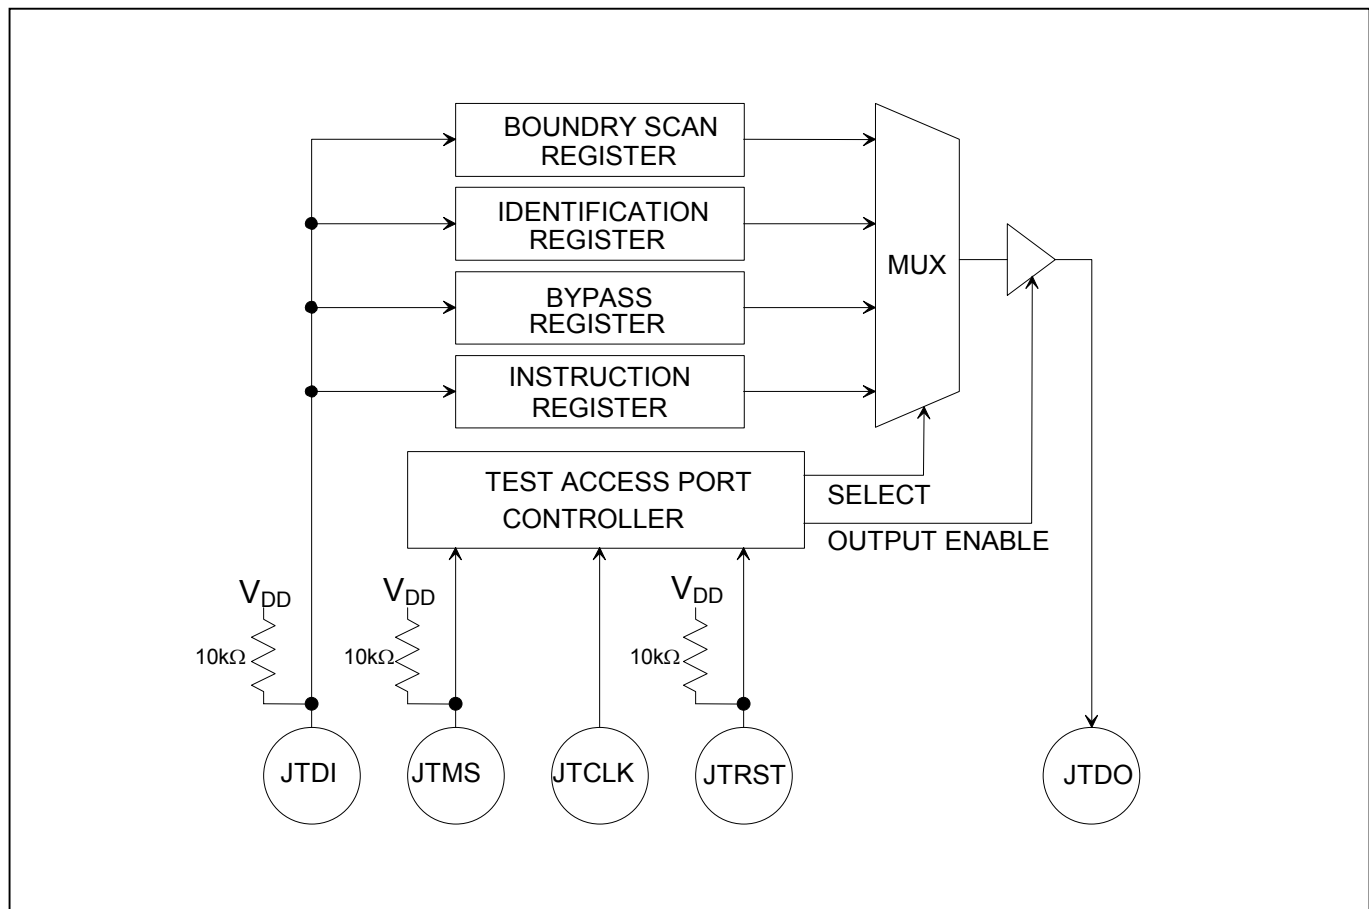 BOUNDRY SCAN
REGISTER
IDENTIFICATION
REGISTER
BYPASS
REGISTER
INSTRUCTION
REGISTER
MUX
TEST ACCESS PORT
CONTROLLER
SELECT
OUTPUT ENABLE
VDD
VDD
VDD
10kΩ
10kΩ
10kΩ
JTDI
JTMS
JTCLK
JTRST
JTDO